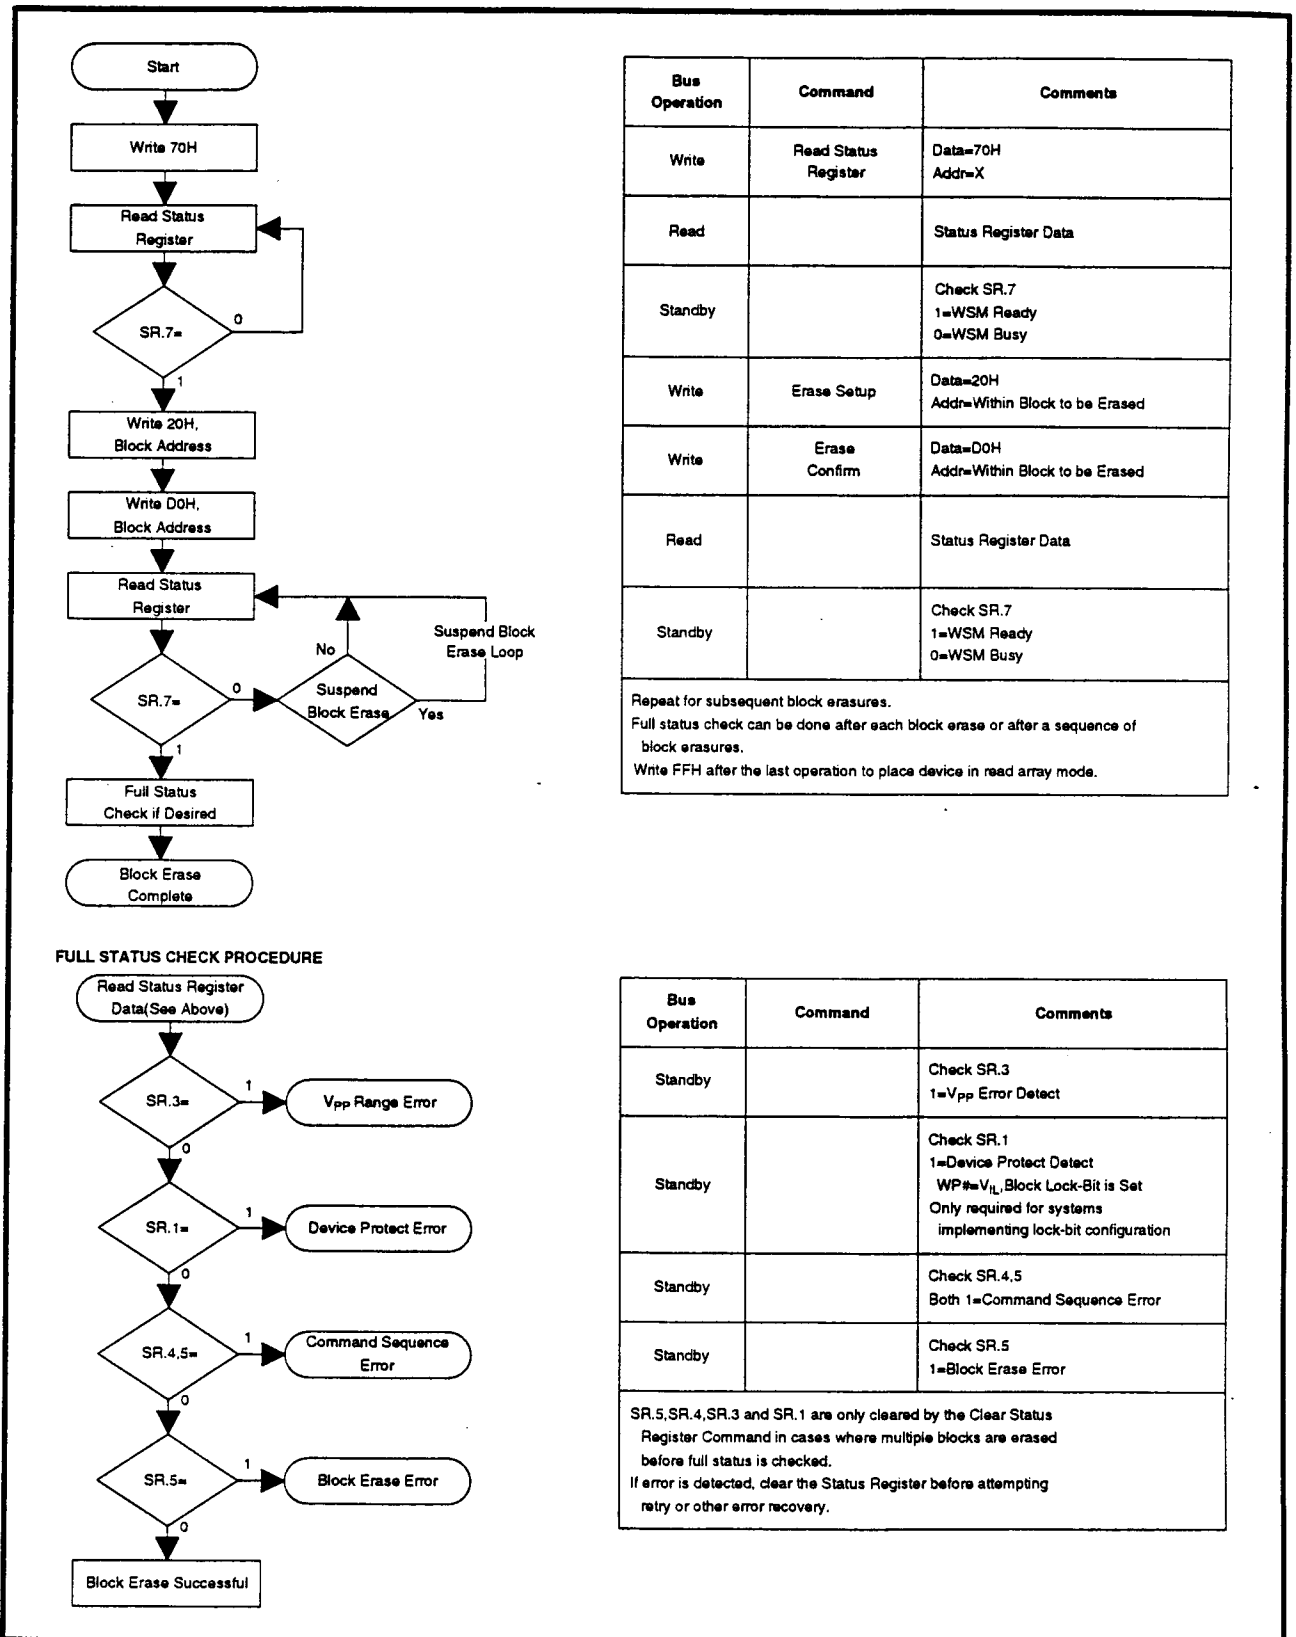 Start
Write 70H
Read Status
Register
SR.7=
0
1
Write 20H,
Block Address
Write D0H,
Block Address
Read Status
Register
SR.7=
0
1
Suspend
Block Erase
No
Yes
Suspend Block
Erase Loop
Full Status
Check if Desired
Block Erase
Complete
Bus
Operation
Command
Comments
Write
Read Status
Register
Data=70H
Addr=X
Read
Status Register Data
Standby
Check SR.7
1=WSM Ready
0=WSM Busy
Write
Erase Setup
Data=20H
Addr=Within Block to be Erased
Write
Erase
Confirm
Data=D0H
Addr=Within Block to be Erased
Read
Status Register Data
Standby
Check SR.7
1=WSM Ready
0=WSM Busy
Repeat for subsequent block erasures.
Full status check can be done after each block erase or after a sequence of
block erasures.
Write FFH after the last operation to place device in read array mode.
FULL STATUS CHECK PROCEDURE
Read Status Register
Data(See Above)
SR.3=
1
VPP Range Error
0
SR.1=
1
Device Protect Error
0
SR.4,5=
1
Command Sequence
Error
0
SR.5=
1
Block Erase Error
0
Block Erase Successful
Bus
Operation
Command
Comments
Standby
Check SR.3
1=VPP Error Detect
Standby
Check SR.1
1=Device Protect Detect
WP#=VIL,Block Lock-Bit is Set
Only required for systems
implementing lock-bit configuration
Standby
Check SR.4,5
Both 1=Command Sequence Error
Standby
Check SR.5
1=Block Erase Error
SR.5,SR.4,SR.3 and SR.1 are only cleared by the Clear Status
Register Command in cases where multiple blocks are erased
before full status is checked.
If error is detected, clear the Status Register before attempting
retry or other error recovery.